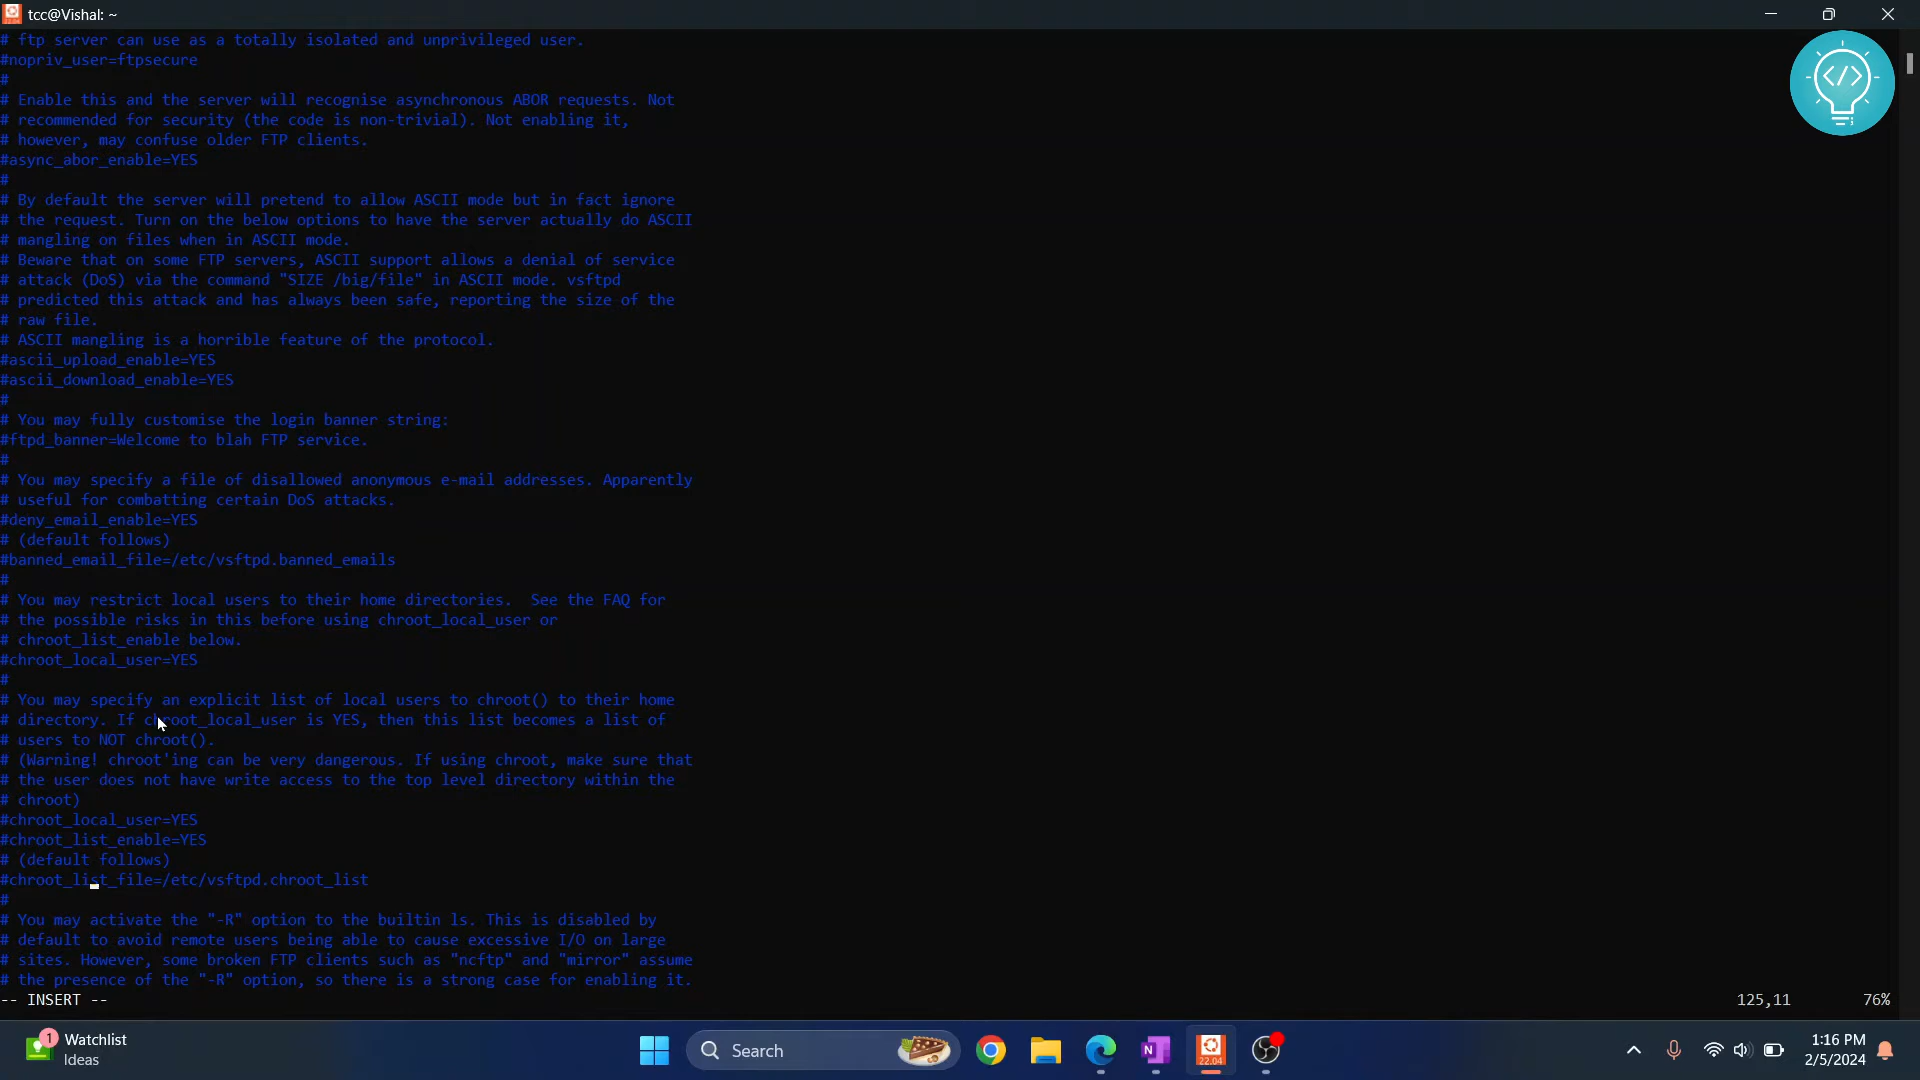 tcc@Vishal: ~
# ftp server can use as a totally isolated and unprivileged user.
#nopriv_user=ftpsecure
#
# Enable this and the server will recognise asynchronous ABOR requests. Not
# recommended for security (the code is non-trivial). Not enabling it,
# however, may confuse older FTP clients.
#async_abor_enable=YES
#
# By default the server will pretend to allow ASCII mode but in fact ignore
# the request. Turn on the below options to have the server actually do ASCII
# mangling on files when in ASCII mode.
# Beware that on some FTP servers, ASCII support allows a denial of service
# attack (DoS) via the command "SIZE /big/file" in ASCII mode. vsftpd
# predicted this attack and has always been safe, reporting the size of the
# raw file.
# ASCII mangling is a horrible feature of the protocol.
#ascii_upload_enable=YES
#ascii_download_enable=YES
#
# You may fully customise the login banner string:
#ftpd_banner=Welcome to blah FTP service.
#
# You may specify a file of disallowed anonymous e-mail addresses. Apparently
# useful for combatting certain DoS attacks.
#deny_email_enable=YES
# (default follows)
#banned_email_file=/etc/vsftpd.banned_emails
#
# You may restrict local users to their home directories.  See the FAQ for
# the possible risks in this before using chroot_local_user or
# chroot_list_enable below.
#chroot_local_user=YES
#
# You may specify an explicit list of local users to chroot() to their home
# directory. If chroot_local_user is YES, then this list becomes a list of
# users to NOT chroot().
# (Warning! chroot'ing can be very dangerous. If using chroot, make sure that
# the user does not have write access to the top level directory within the
# chroot)
#chroot_local_user=YES
#chroot_list_enable=YES
# (default follows)
#chroot_list_file=/etc/vsftpd.chroot_list
#
# You may activate the "-R" option to the builtin ls. This is disabled by
# default to avoid remote users being able to cause excessive I/O on large
# sites. However, some broken FTP clients such as "ncftp" and "mirror" assume
# the presence of the "-R" option, so there is a strong case for enabling it.
-- INSERT -- 125,11 76%
1 Watchlist
Ideas
Search
22.04
1:16 PM
2/5/2024